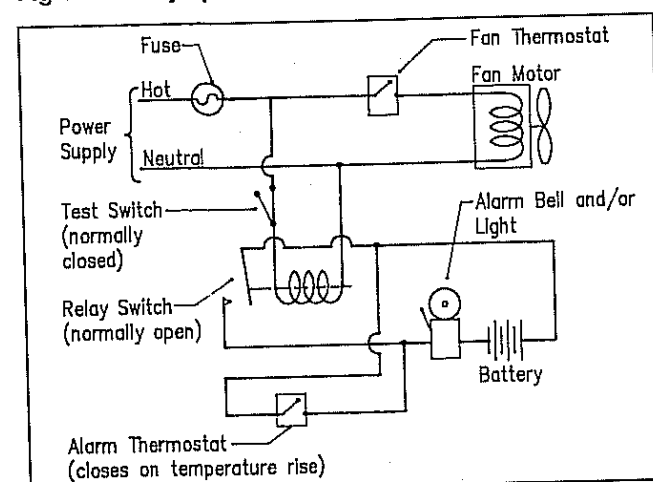 Fuse
Fan Thermostat
Hot
Fan Motor
Power
Supply
Neutral
Test Switch
(normally
closed)
Alarm Bell and/or
Light
Relay Switch
(normally open)
Battery
Alarm Thermostat
(closes on temperature rise)